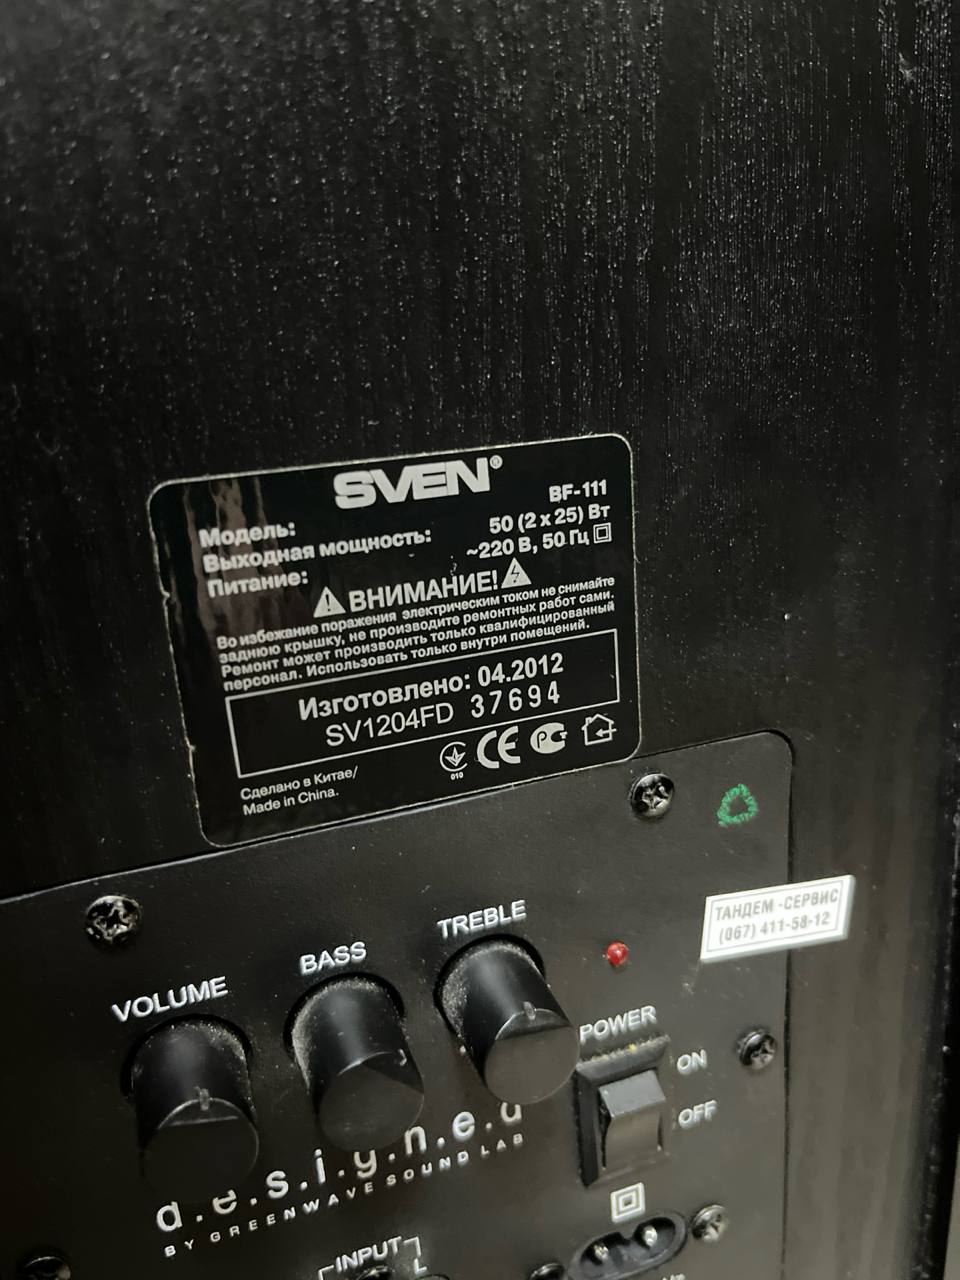 SVEN®
Модель: BF-111
Выходная мощность: 50 (2 x 25) Вт
Питание: ~220 В, 50 Гц
ВНИМАНИЕ!
Во избежание поражения электрическим током не снимайте
заднюю крышку, не производите ремонтных работ сами.
Ремонт может производить только квалифицированный
персонал. Использовать только внутри помещений.
Изготовлено: 04.2012
SV1204FD 37694
010
CE
Сделано в Китае/
Made in China.
ТАНДЕМ -СЕРВИС
(067) 411-58-12
TREBLE
BASS
VOLUME
POWER
ON
OFF
d.e.s.i.g.n.e.d
BY GREENWAVE SOUND LAB
INPUT
L